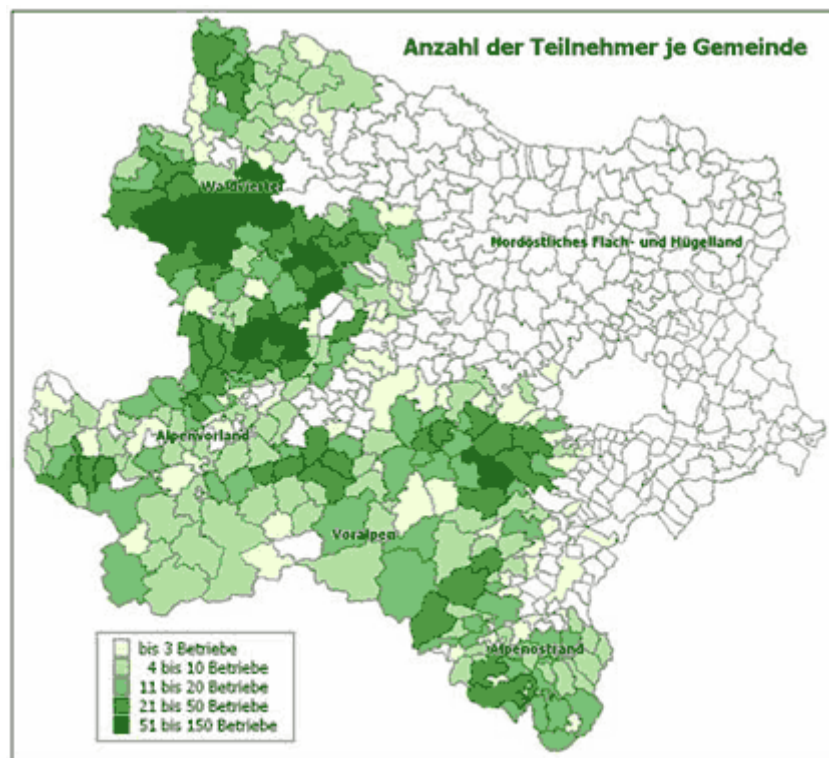 Anzahl der Teilnehmer je Gemeinde
Waldviertel
Nordöstliches Flach- und Hügelland
Alpenvorland
Voralpen
Alpenostrand
bis 3 Betriebe
4 bis 10 Betriebe
11 bis 20 Betriebe
21 bis 50 Betriebe
51 bis 150 Betriebe